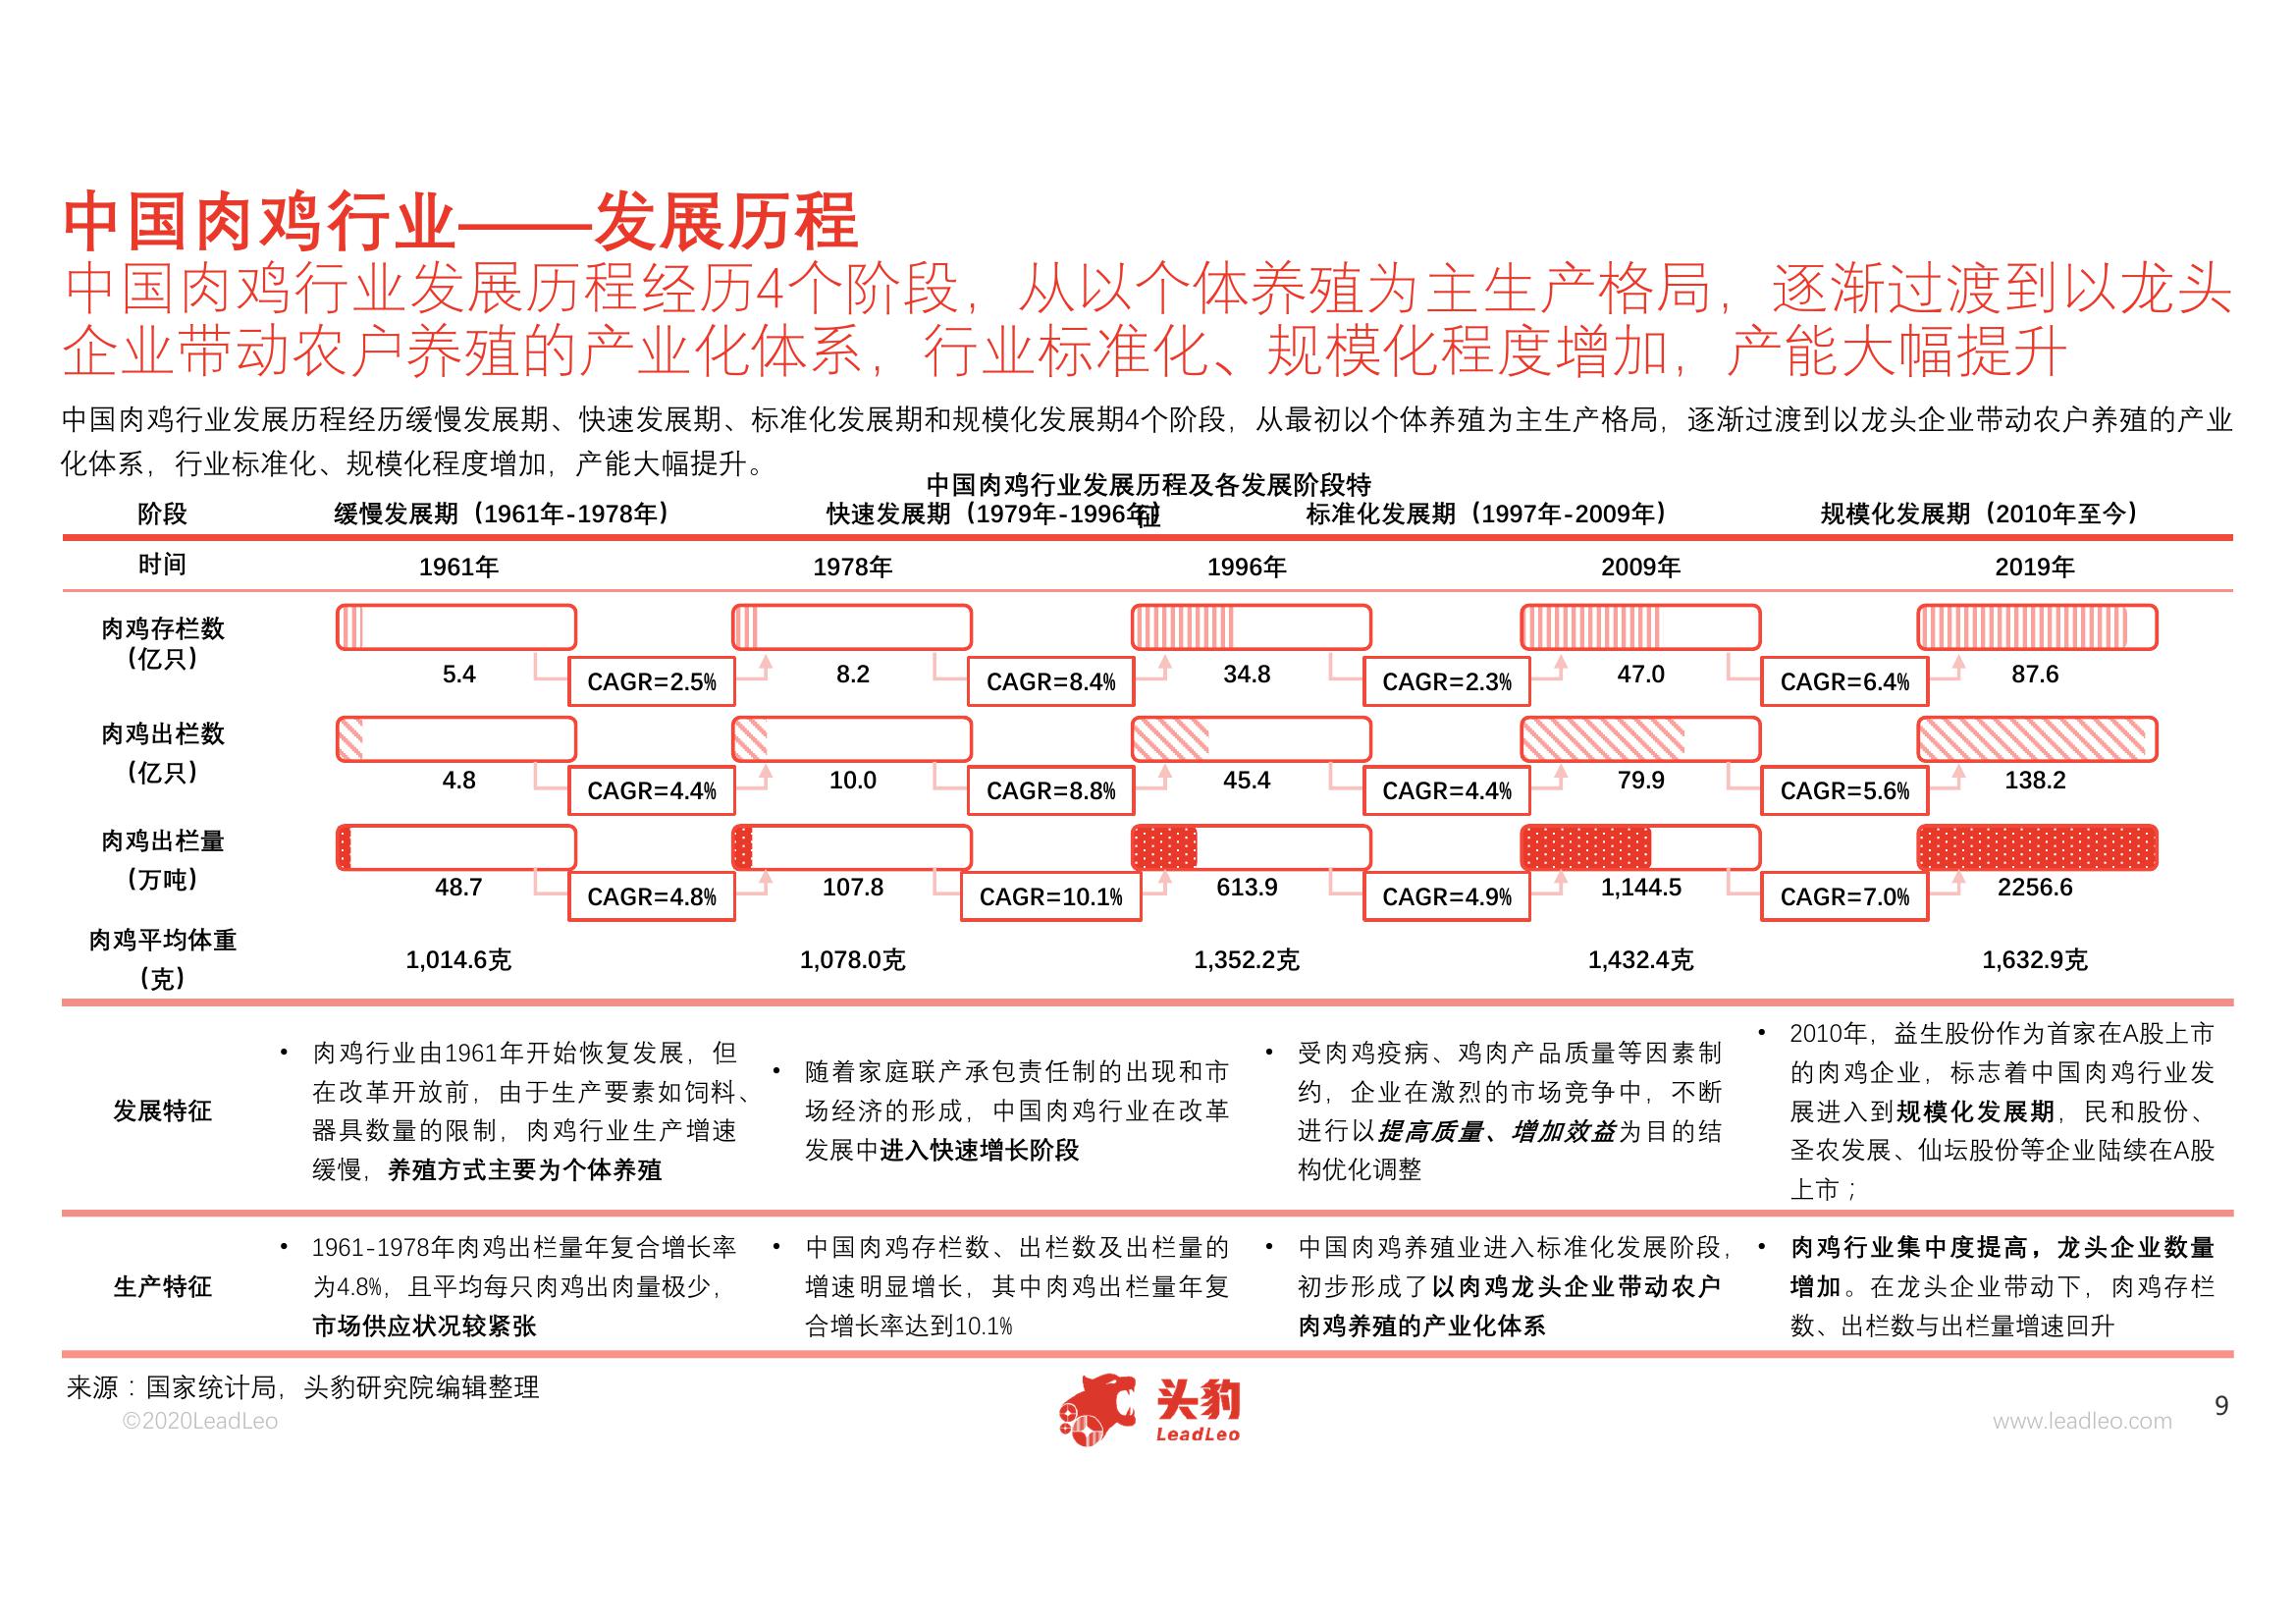 中国肉鸡行业——发展历程
中国肉鸡行业发展历程经历4个阶段，从以个体养殖为主生产格局，逐渐过渡到以龙头
企业带动农户养殖的产业化体系，行业标准化、规模化程度增加，产能大幅提升
中国肉鸡行业发展历程经历缓慢发展期、快速发展期、标准化发展期和规模化发展期4个阶段，从最初以个体养殖为主生产格局，逐渐过渡到以龙头企业带动农户养殖的产业
化体系，行业标准化、规模化程度增加，产能大幅提升。
中国肉鸡行业发展历程及各发展阶段特
征
阶段 缓慢发展期（1961年-1978年） 快速发展期（1979年-1996年） 标准化发展期（1997年-2009年） 规模化发展期（2010年至今）
时间 1961年 1978年 1996年 2009年 2019年
肉鸡存栏数
（亿只）
5.4 CAGR=2.5% 8.2 CAGR=8.4% 34.8 CAGR=2.3% 47.0 CAGR=6.4% 87.6
肉鸡出栏数
（亿只）
4.8 CAGR=4.4% 10.0 CAGR=8.8% 45.4 CAGR=4.4% 79.9 CAGR=5.6% 138.2
肉鸡出栏量
（万吨）
48.7 CAGR=4.8% 107.8 CAGR=10.1% 613.9 CAGR=4.9% 1,144.5 CAGR=7.0% 2256.6
肉鸡平均体重
（克）
1,014.6克 1,078.0克 1,352.2克 1,432.4克 1,632.9克
发展特征
• 肉鸡行业由1961年开始恢复发展，但
在改革开放前，由于生产要素如饲料、
器具数量的限制，肉鸡行业生产增速
缓慢，养殖方式主要为个体养殖
• 随着家庭联产承包责任制的出现和市
场经济的形成，中国肉鸡行业在改革
发展中进入快速增长阶段
• 受肉鸡疫病、鸡肉产品质量等因素制
约，企业在激烈的市场竞争中，不断
进行以提高质量、增加效益为目的结
构优化调整
• 2010年，益生股份作为首家在A股上市
的肉鸡企业，标志着中国肉鸡行业发
展进入到规模化发展期，民和股份、
圣农发展、仙坛股份等企业陆续在A股
上市；
生产特征
• 1961-1978年肉鸡出栏量年复合增长率
为4.8%，且平均每只肉鸡出肉量极少，
市场供应状况较紧张
• 中国肉鸡存栏数、出栏数及出栏量的
增速明显增长，其中肉鸡出栏量年复
合增长率达到10.1%
• 中国肉鸡养殖业进入标准化发展阶段，
初步形成了以肉鸡龙头企业带动农户
肉鸡养殖的产业化体系
• 肉鸡行业集中度提高，龙头企业数量
增加。在龙头企业带动下，肉鸡存栏
数、出栏数与出栏量增速回升
来源：国家统计局，头豹研究院编辑整理
©2020LeadLeo
头豹
LeadLeo
www.leadleo.com
9